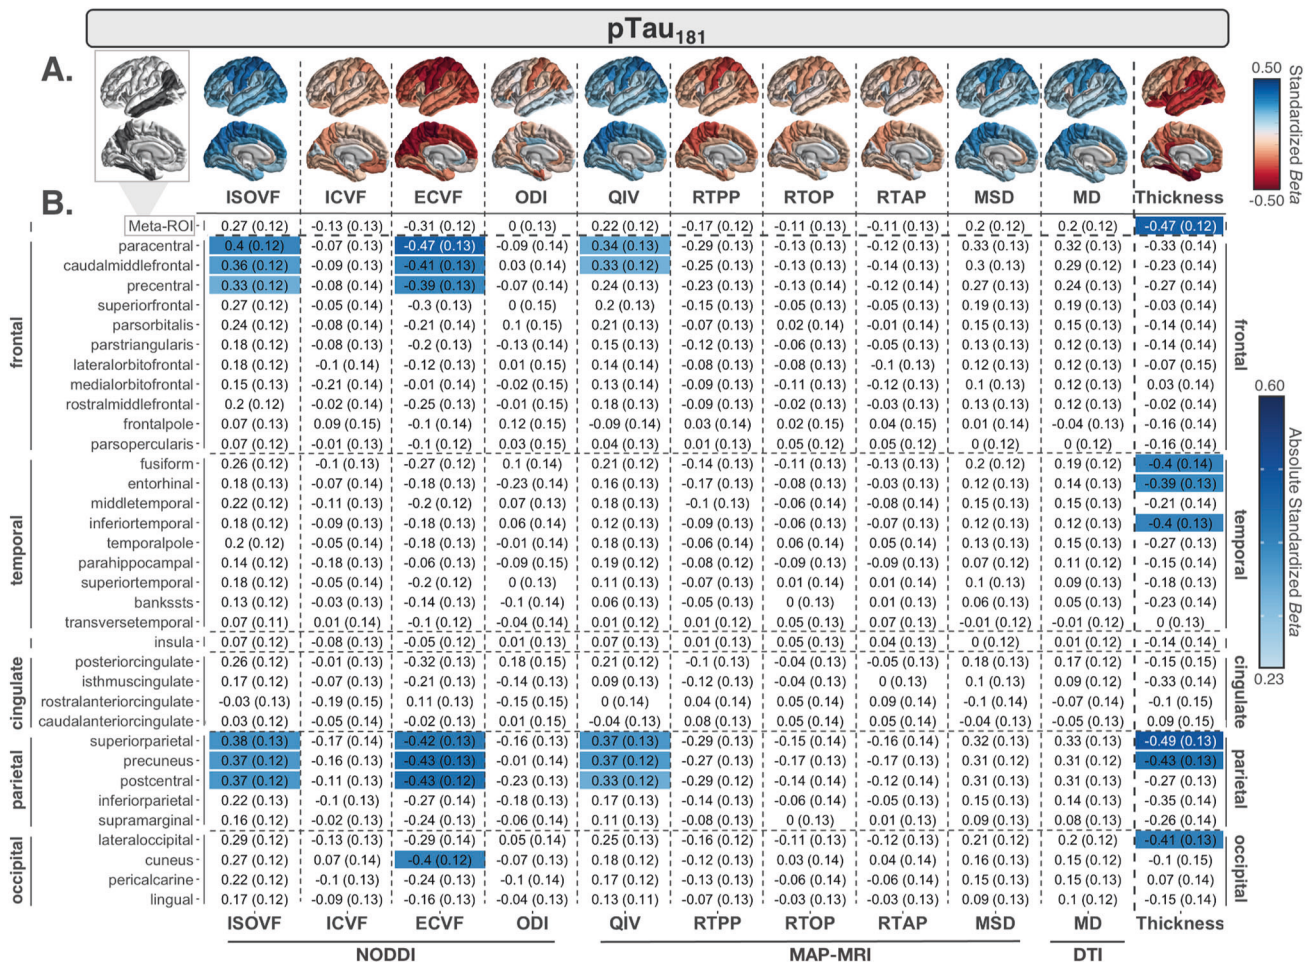 pTau181
A.
0.50
Standardized Beta
-0.50
B.
ISOVF ICVF ECVF ODI QIV RTPP RTOP RTAP MSD MD Thickness
Meta-ROI 0.27 (0.12) -0.13 (0.13) -0.31 (0.12) 0 (0.13) 0.22 (0.12) -0.17 (0.12) -0.11 (0.13) -0.11 (0.13) 0.2 (0.12) 0.2 (0.12) -0.47 (0.12)
frontal
paracentral 0.4 (0.12) -0.07 (0.13) -0.47 (0.13) -0.09 (0.14) 0.34 (0.13) -0.29 (0.13) -0.13 (0.13) -0.12 (0.13) 0.33 (0.13) 0.32 (0.13) -0.33 (0.14)
caudalmiddlefrontal 0.36 (0.12) -0.09 (0.13) -0.41 (0.13) 0.03 (0.14) 0.33 (0.12) -0.25 (0.13) -0.13 (0.14) -0.14 (0.13) 0.3 (0.13) 0.29 (0.12) -0.23 (0.14)
precentral 0.33 (0.12) -0.08 (0.14) -0.39 (0.13) -0.07 (0.14) 0.24 (0.13) -0.23 (0.13) -0.13 (0.14) -0.12 (0.14) 0.27 (0.13) 0.24 (0.13) -0.27 (0.14)
superiorfrontal 0.27 (0.12) -0.05 (0.14) -0.3 (0.13) 0 (0.15) 0.2 (0.13) -0.15 (0.13) -0.05 (0.13) -0.05 (0.13) 0.19 (0.13) 0.19 (0.13) -0.03 (0.14)
parsorbitalis 0.24 (0.12) -0.08 (0.14) -0.21 (0.14) 0.1 (0.15) 0.21 (0.13) -0.07 (0.13) 0.02 (0.14) -0.01 (0.14) 0.15 (0.13) 0.15 (0.13) -0.14 (0.14)
parstriangularis 0.18 (0.12) -0.08 (0.13) -0.2 (0.13) -0.13 (0.14) 0.15 (0.13) -0.12 (0.13) -0.06 (0.13) -0.05 (0.13) 0.13 (0.13) 0.12 (0.13) -0.14 (0.14)
lateralorbitofrontal 0.18 (0.12) -0.1 (0.14) -0.12 (0.13) 0.01 (0.15) 0.14 (0.14) -0.08 (0.13) -0.08 (0.13) -0.1 (0.13) 0.12 (0.13) 0.12 (0.13) -0.07 (0.15)
medialorbitofrontal 0.15 (0.13) -0.21 (0.14) -0.01 (0.14) -0.02 (0.15) 0.13 (0.14) -0.09 (0.13) -0.11 (0.13) -0.12 (0.13) 0.1 (0.13) 0.12 (0.13) 0.03 (0.14)
rostralmiddlefrontal 0.2 (0.12) -0.02 (0.14) -0.25 (0.13) -0.01 (0.15) 0.18 (0.13) -0.09 (0.13) -0.02 (0.13) -0.03 (0.13) 0.13 (0.13) 0.12 (0.13) -0.02 (0.14)
frontalpole 0.07 (0.13) 0.09 (0.15) -0.1 (0.14) 0.12 (0.15) -0.09 (0.14) 0.03 (0.14) 0.02 (0.15) 0.04 (0.15) 0.01 (0.14) -0.04 (0.13) -0.16 (0.14)
parsopercularis 0.07 (0.12) -0.01 (0.13) -0.1 (0.12) 0.03 (0.15) 0.04 (0.13) 0.01 (0.13) 0.05 (0.12) 0.05 (0.12) 0 (0.12) 0 (0.12) -0.16 (0.14)
frontal
temporal
fusiform 0.26 (0.12) -0.1 (0.13) -0.27 (0.12) 0.1 (0.14) 0.21 (0.12) -0.14 (0.13) -0.11 (0.13) -0.13 (0.13) 0.2 (0.12) 0.19 (0.12) -0.4 (0.14)
entorhinal 0.18 (0.13) -0.07 (0.14) -0.18 (0.13) -0.23 (0.14) 0.16 (0.13) -0.17 (0.13) -0.08 (0.13) -0.03 (0.13) 0.12 (0.13) 0.14 (0.13) -0.39 (0.13)
middletemporal 0.22 (0.12) -0.11 (0.13) -0.2 (0.12) 0.07 (0.13) 0.18 (0.13) -0.1 (0.13) -0.06 (0.13) -0.08 (0.14) 0.15 (0.13) 0.15 (0.13) -0.21 (0.14)
inferiortemporal 0.18 (0.12) -0.09 (0.13) -0.18 (0.13) 0.06 (0.14) 0.12 (0.13) -0.09 (0.13) -0.06 (0.13) -0.07 (0.13) 0.12 (0.13) 0.12 (0.13) -0.4 (0.13)
temporalpole 0.2 (0.12) -0.05 (0.14) -0.18 (0.13) -0.01 (0.14) 0.18 (0.13) -0.06 (0.14) 0.06 (0.14) 0.05 (0.14) 0.13 (0.13) 0.15 (0.13) -0.27 (0.13)
parahippocampal 0.14 (0.12) -0.18 (0.13) -0.06 (0.13) -0.09 (0.15) 0.19 (0.12) -0.08 (0.12) -0.09 (0.13) -0.09 (0.13) 0.07 (0.12) 0.11 (0.12) -0.15 (0.14)
superiortemporal 0.18 (0.12) -0.05 (0.14) -0.2 (0.12) 0 (0.13) 0.11 (0.13) -0.07 (0.13) 0.01 (0.14) 0.01 (0.14) 0.1 (0.13) 0.09 (0.13) -0.18 (0.13)
bankssts 0.13 (0.12) -0.03 (0.13) -0.14 (0.13) -0.1 (0.14) 0.06 (0.13) -0.05 (0.13) 0 (0.13) 0.01 (0.13) 0.06 (0.13) 0.05 (0.13) -0.23 (0.14)
transversetemporal 0.07 (0.11) 0.01 (0.14) -0.1 (0.12) -0.04 (0.14) 0.01 (0.12) 0.01 (0.12) 0.05 (0.13) 0.07 (0.13) -0.01 (0.12) -0.01 (0.12) 0 (0.13)
temporal
insula 0.07 (0.12) -0.08 (0.13) -0.05 (0.12) 0.01 (0.13) 0.07 (0.13) 0.01 (0.13) 0.05 (0.13) 0.04 (0.13) 0 (0.12) 0.01 (0.12) -0.14 (0.14)
cingulate
posteriorcingulate 0.26 (0.12) -0.01 (0.13) -0.32 (0.13) 0.18 (0.15) 0.21 (0.12) -0.1 (0.13) -0.04 (0.13) -0.05 (0.13) 0.18 (0.13) 0.17 (0.12) -0.15 (0.15)
isthmuscingulate 0.17 (0.12) -0.07 (0.13) -0.21 (0.13) -0.14 (0.13) 0.09 (0.13) -0.12 (0.13) -0.04 (0.13) 0 (0.13) 0.1 (0.13) 0.09 (0.12) -0.33 (0.14)
rostralanteriorcingulate -0.03 (0.13) -0.19 (0.15) 0.11 (0.13) -0.15 (0.15) 0 (0.14) 0.04 (0.14) 0.05 (0.14) 0.09 (0.14) -0.1 (0.14) -0.07 (0.14) -0.1 (0.15)
caudalanteriorcingulate 0.03 (0.12) -0.05 (0.14) -0.02 (0.13) 0.01 (0.15) -0.04 (0.13) 0.08 (0.13) 0.05 (0.14) 0.05 (0.14) -0.04 (0.13) -0.05 (0.13) 0.09 (0.15)
cingulate
parietal
superiorparietal 0.38 (0.13) -0.17 (0.14) -0.42 (0.13) -0.16 (0.13) 0.37 (0.13) -0.29 (0.13) -0.15 (0.14) -0.16 (0.14) 0.32 (0.13) 0.33 (0.13) -0.49 (0.13)
precuneus 0.37 (0.12) -0.16 (0.13) -0.43 (0.13) -0.01 (0.14) 0.37 (0.12) -0.27 (0.13) -0.17 (0.13) -0.17 (0.13) 0.31 (0.12) 0.31 (0.12) -0.43 (0.13)
postcentral 0.37 (0.12) -0.11 (0.13) -0.43 (0.12) -0.23 (0.13) 0.33 (0.12) -0.29 (0.12) -0.14 (0.14) -0.12 (0.14) 0.31 (0.13) 0.31 (0.13) -0.27 (0.13)
inferiorparietal 0.22 (0.13) -0.1 (0.13) -0.27 (0.14) -0.18 (0.13) 0.17 (0.13) -0.14 (0.13) -0.06 (0.14) -0.05 (0.13) 0.15 (0.13) 0.14 (0.13) -0.35 (0.14)
supramarginal 0.16 (0.12) -0.02 (0.13) -0.24 (0.13) -0.06 (0.14) 0.11 (0.13) -0.08 (0.13) 0 (0.13) 0.01 (0.13) 0.09 (0.13) 0.08 (0.13) -0.26 (0.14)
parietal
occipital
lateraloccipital 0.29 (0.12) -0.13 (0.13) -0.29 (0.14) 0.05 (0.14) 0.25 (0.13) -0.16 (0.12) -0.11 (0.13) -0.12 (0.13) 0.21 (0.12) 0.2 (0.12) -0.41 (0.13)
cuneus 0.27 (0.12) 0.07 (0.14) -0.4 (0.12) -0.07 (0.13) 0.18 (0.12) -0.12 (0.13) 0.03 (0.14) 0.04 (0.14) 0.16 (0.13) 0.15 (0.12) -0.1 (0.15)
pericalcarine 0.22 (0.12) -0.1 (0.13) -0.24 (0.13) -0.1 (0.14) 0.17 (0.12) -0.13 (0.13) -0.06 (0.14) -0.06 (0.14) 0.15 (0.13) 0.15 (0.13) 0.07 (0.14)
lingual 0.17 (0.12) -0.09 (0.13) -0.16 (0.13) -0.04 (0.13) 0.13 (0.11) -0.07 (0.13) -0.03 (0.13) -0.03 (0.13) 0.09 (0.13) 0.1 (0.12) -0.15 (0.14)
occipital
0.60
Absolute Standardized Beta
0.23
ISOVF ICVF ECVF ODI QIV RTPP RTOP RTAP MSD MD Thickness
NODDI MAP-MRI DTI